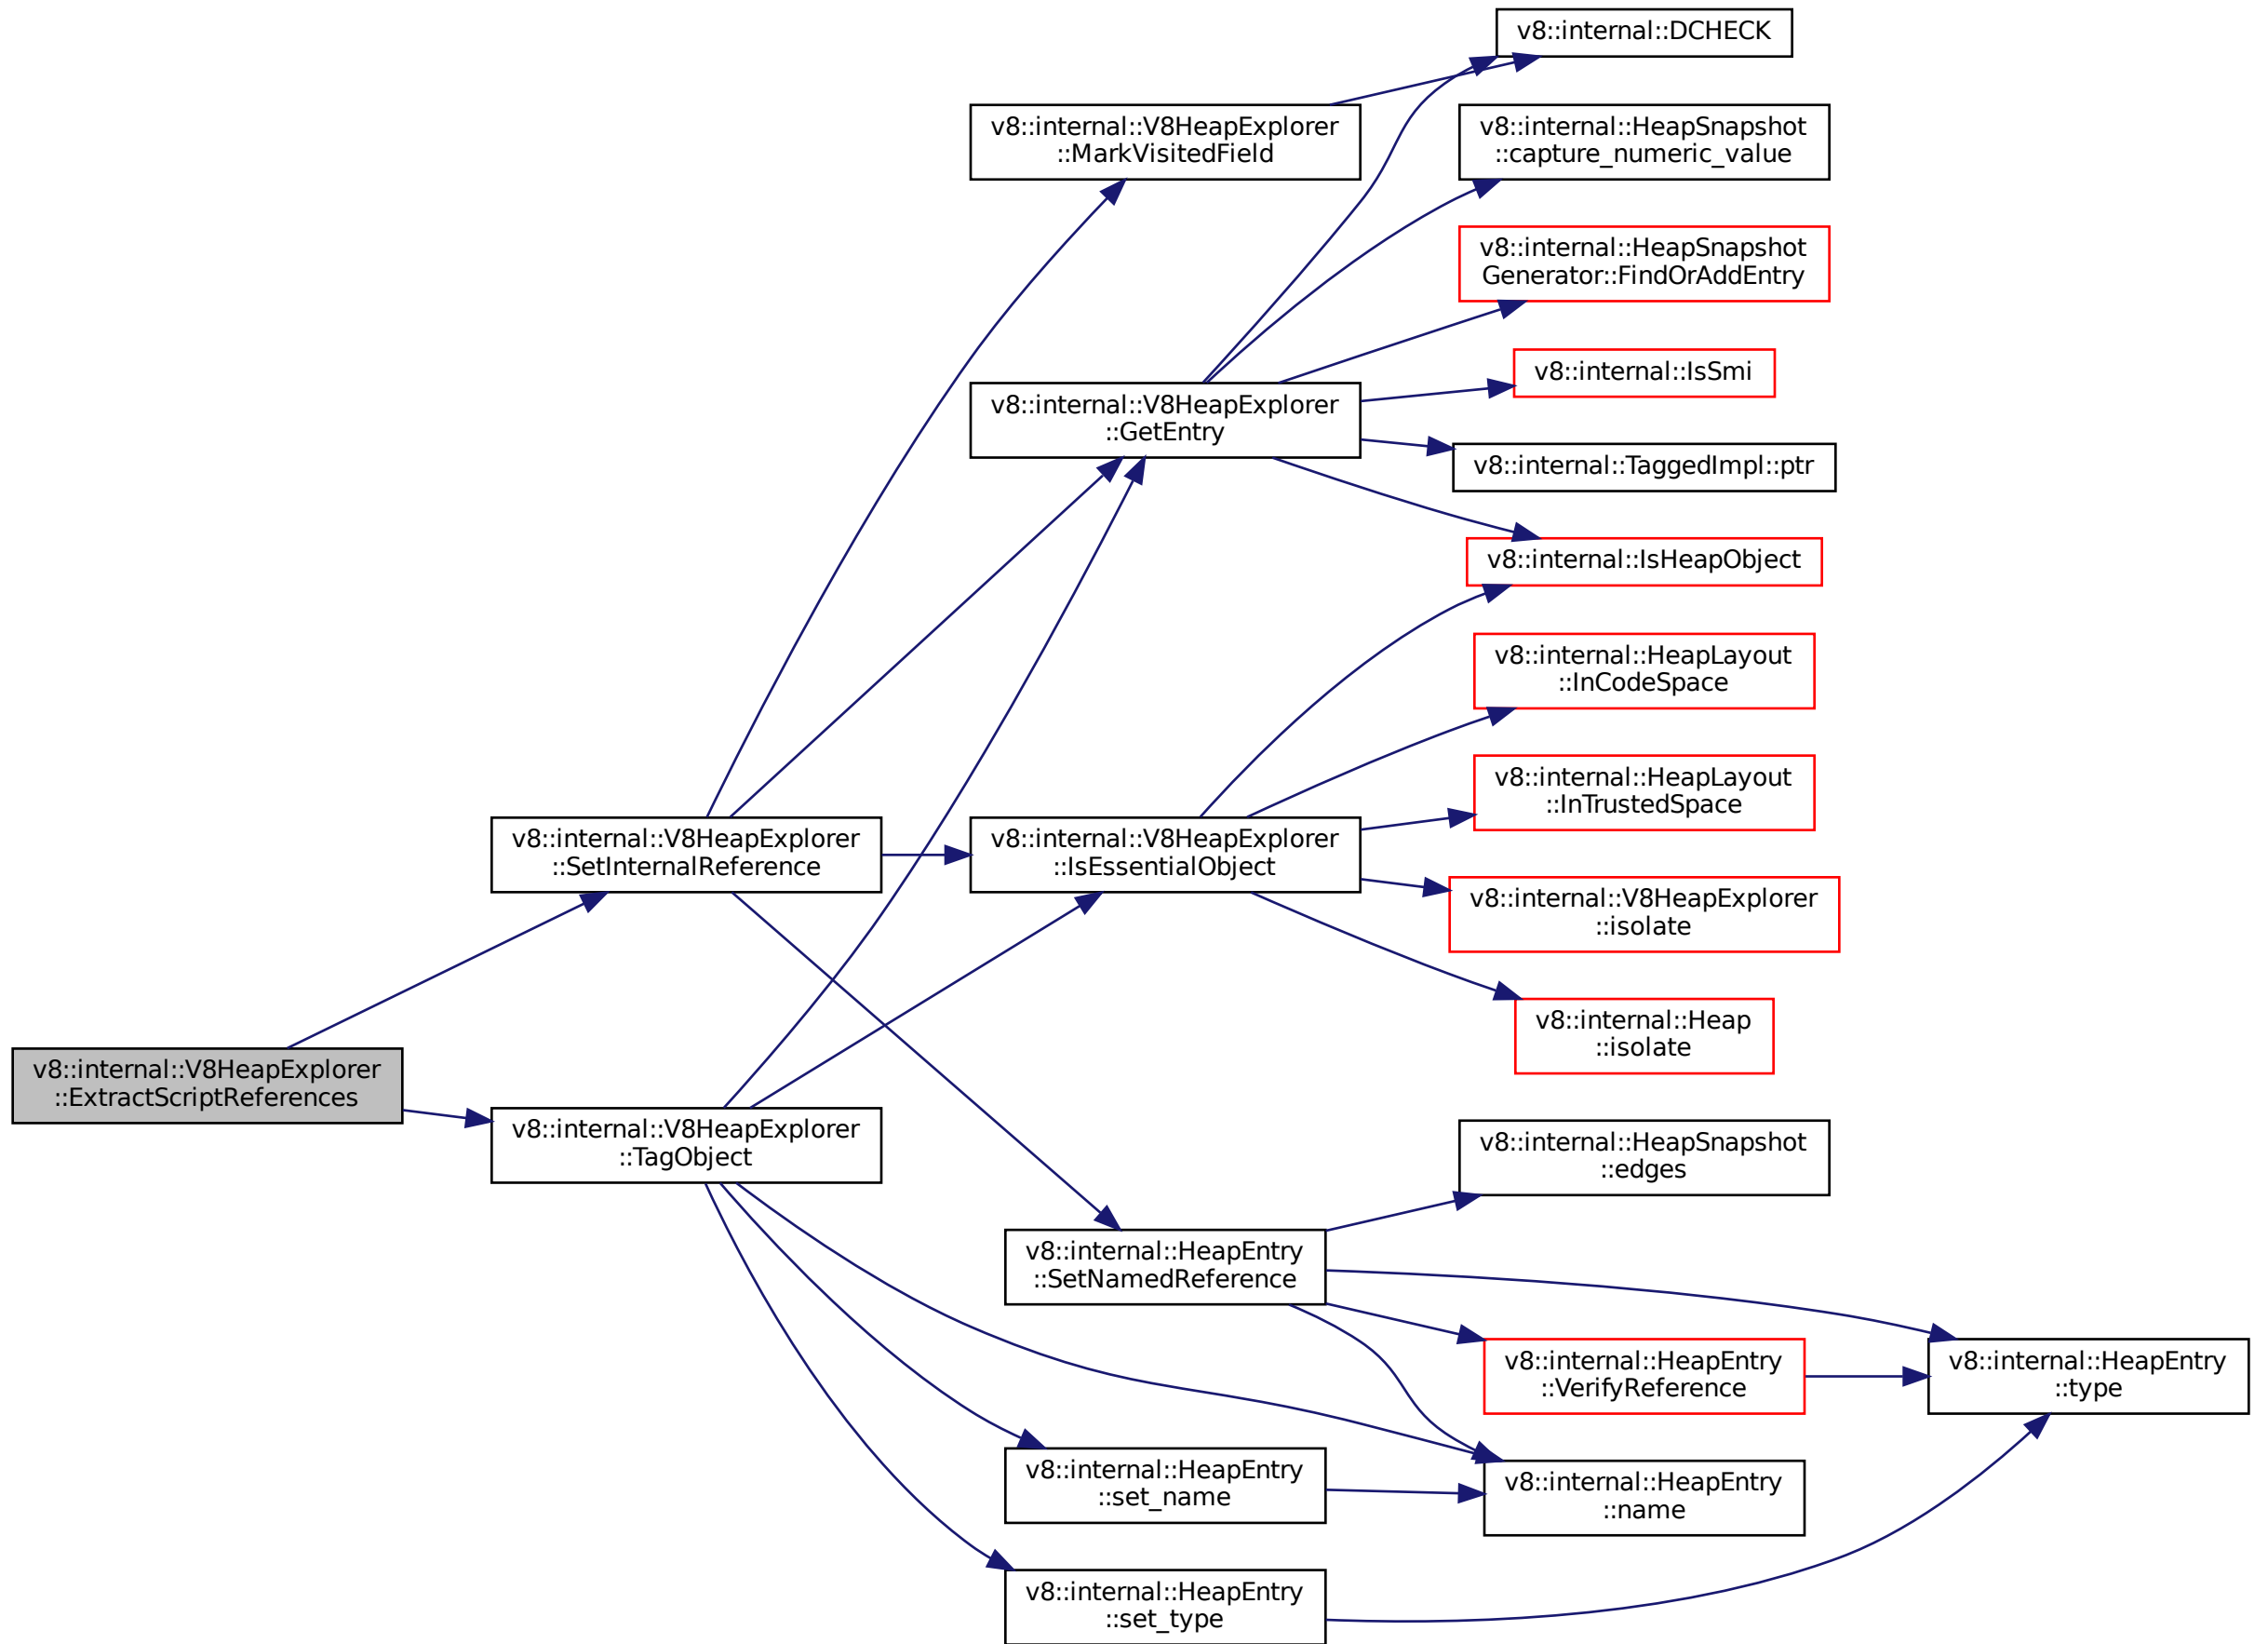 v8::internal::DCHECK
v8::internal::V8HeapExplorer
::MarkVisitedField
v8::internal::HeapSnapshot
::capture_numeric_value
v8::internal::HeapSnapshot
Generator::FindOrAddEntry
v8::internal::IsSmi
v8::internal::V8HeapExplorer
::GetEntry
v8::internal::TaggedImpl::ptr
v8::internal::IsHeapObject
v8::internal::HeapLayout
::InCodeSpace
v8::internal::HeapLayout
::InTrustedSpace
v8::internal::V8HeapExplorer
::SetInternalReference
v8::internal::V8HeapExplorer
::IsEssentialObject
v8::internal::V8HeapExplorer
::isolate
v8::internal::Heap
::isolate
v8::internal::V8HeapExplorer
::ExtractScriptReferences
v8::internal::V8HeapExplorer
::TagObject
v8::internal::HeapSnapshot
::edges
v8::internal::HeapEntry
::SetNamedReference
v8::internal::HeapEntry
::VerifyReference
v8::internal::HeapEntry
::type
v8::internal::HeapEntry
::set_name
v8::internal::HeapEntry
::name
v8::internal::HeapEntry
::set_type